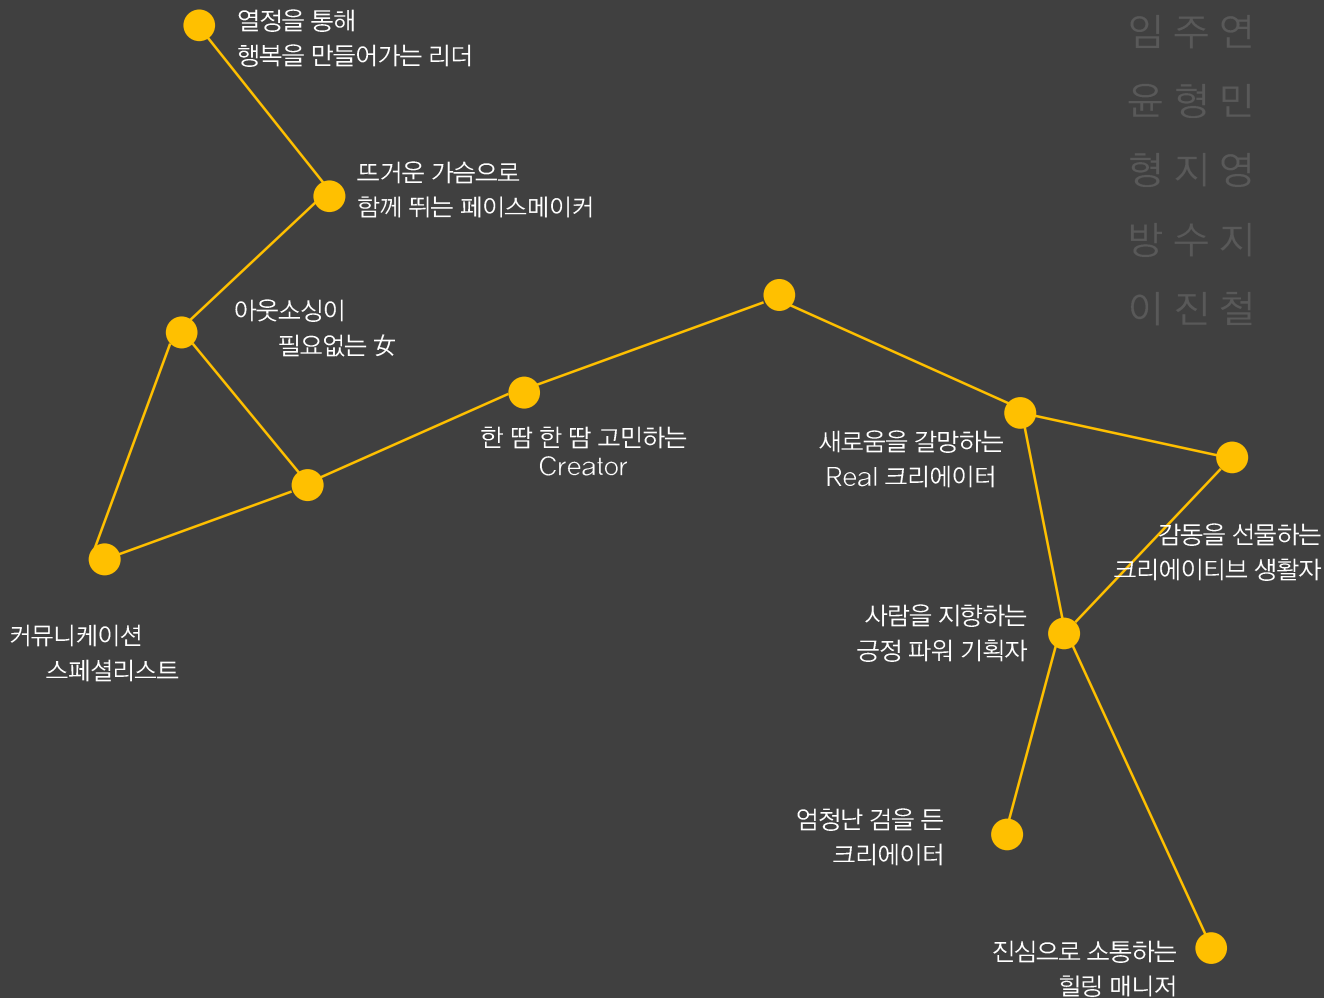 열정을 통해
행복을 만들어가는 리더
뜨거운 가슴으로
함께 뛰는 페이스메이커
아웃소싱이
필요없는 女
한 땀 한 땀 고민하는
Creator
새로움을 갈망하는
Real 크리에이터
감동을 선물하는
크리에이티브 생활자
커뮤니케이션
스페셜리스트
사람을 지향하는
긍정 파워 기획자
엄청난 검을 든
크리에이터
진심으로 소통하는
힐링 매니저
임주연
윤형민
형지영
방수지
이진철